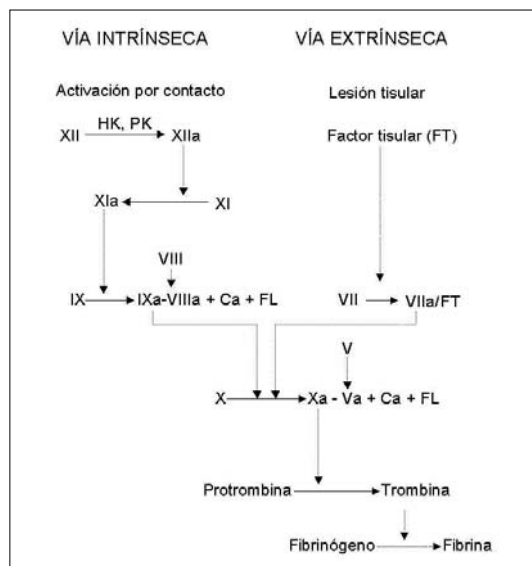 VÍA INTRÍNSECA VÍA EXTRÍNSECA
Activación por contacto Lesión tisular
HK, PK
XII XIIa Factor tisular (FT)
XIa XI
VIII
IX IXa-VIIIa + Ca + FL VII VIIa/FT
V
X Xa - Va + Ca + FL
Protrombina Trombina
Fibrinógeno Fibrina